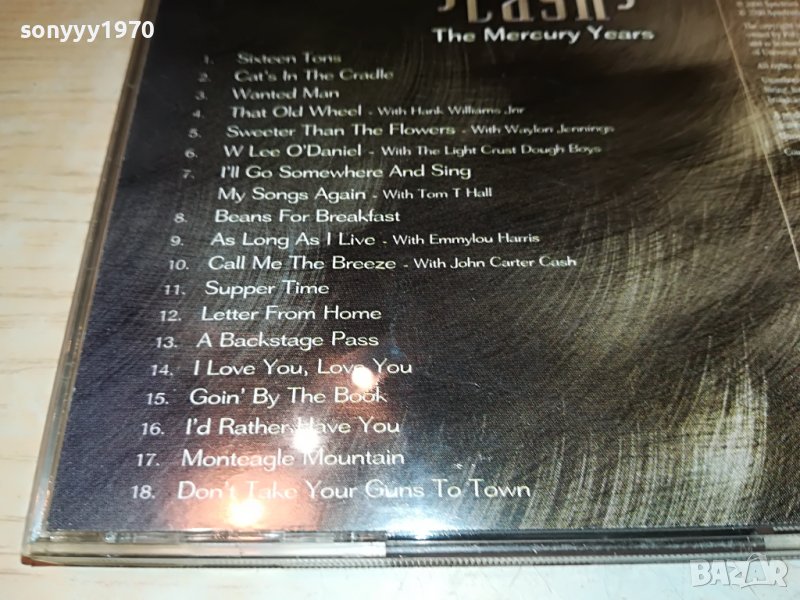 sonyyy1970
Cash
The Mercury Years
1. Sixteen Tons
2. Cat's In The Cradle
3. Wanted Man
4. That Old Wheel - With Hank Williams Jnr
5. Sweeter Than The Flowers - With Waylon Jennings
6. W Lee O'Daniel - With The Light Crust Dough Boys
7. I'll Go Somewhere And Sing
My Songs Again - With Tom T Hall
8. Beans For Breakfast
9. As Long As I Live - With Emmylou Harris
10. Call Me The Breeze - With John Carter Cash
11. Supper Time
12. Letter From Home
13. A Backstage Pass
14. I Love You, Love You
15. Goin' By The Book
16. I'd Rather Have You
17. Monteagle Mountain
18. Don't Take Your Guns To Town
BAZAR